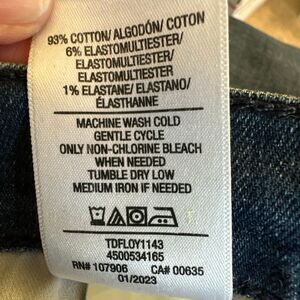 93% COTTON/ ALGODÓN/ COTON
6% ELASTOMULTIESTER/
ELASTOMULTIÉSTER/
ELASTOMULTIESTER
1% ELASTANE/ ELASTANO/
ÉLASTHANNE
MACHINE WASH COLD
GENTLE CYCLE
ONLY NON-CHLORINE BLEACH
WHEN NEEDED
TUMBLE DRY LOW
MEDIUM IRON IF NEEDED
TDFLOY1143
4500534165
RN# 107906 CA# 00635
01/2023